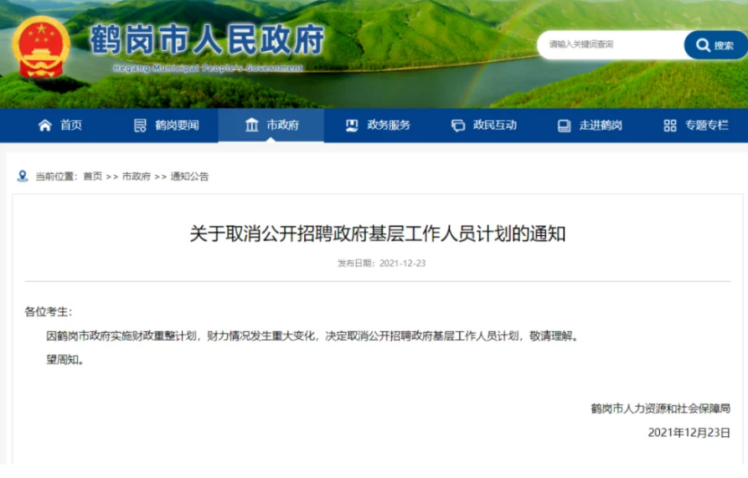 鹤岗市人民政府
Hegang Municipal People's Government
请输入关键词查询
搜索
首页 鹤岗要闻 市政府 政务服务 政民互动 走进鹤岗 专题专栏
当前位置：首页 >> 市政府 >> 通知公告
关于取消公开招聘政府基层工作人员计划的通知
发布日期：2021-12-23
各位考生：
因鹤岗市政府实施财政重整计划，财力情况发生重大变化，决定取消公开招聘政府基层工作人员计划，敬请理解。
望周知。
鹤岗市人力资源和社会保障局
2021年12月23日